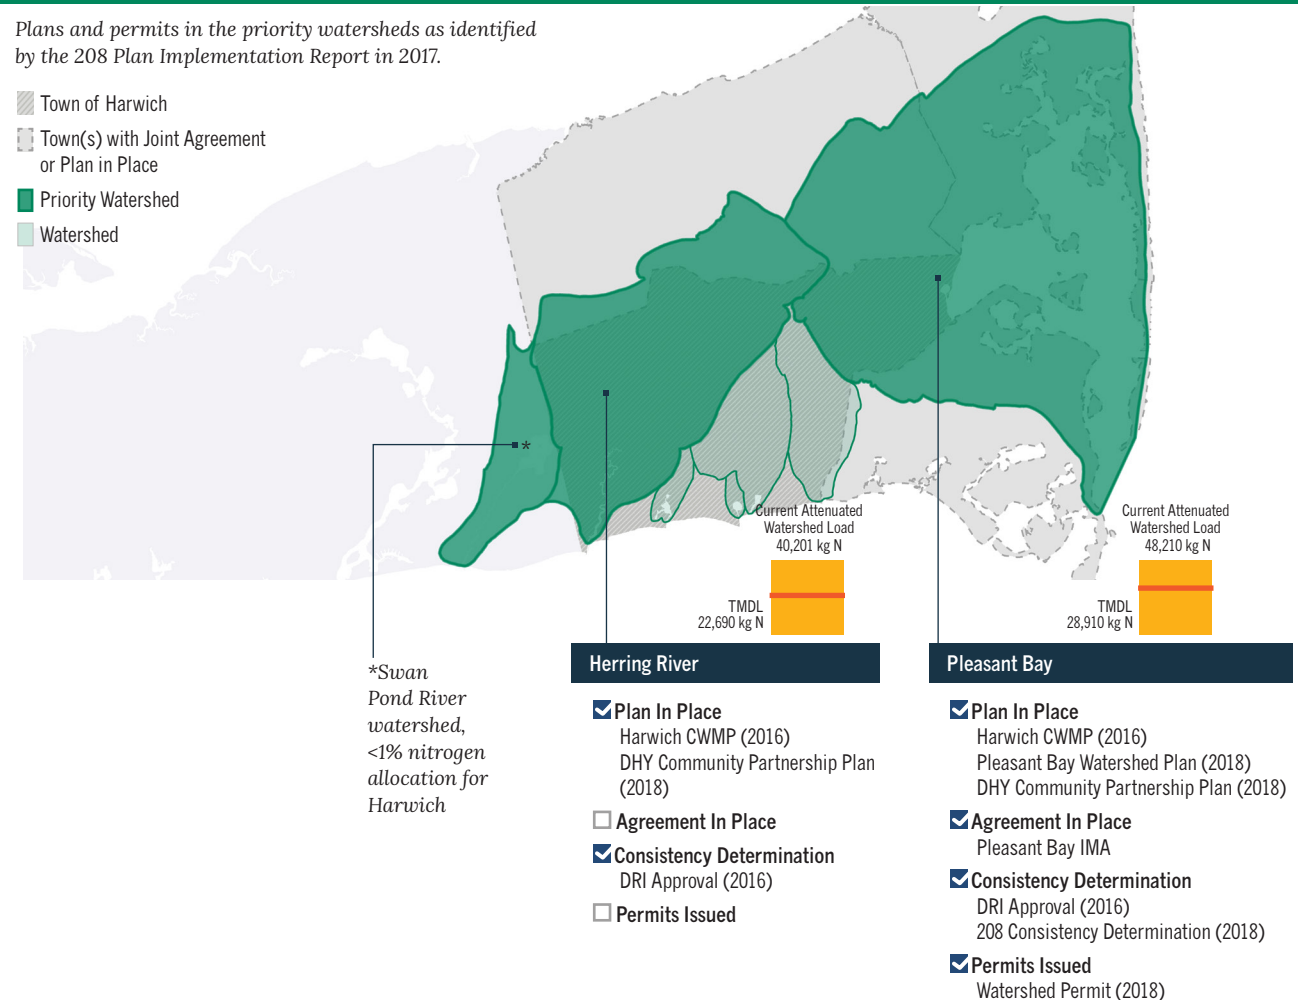 Plans and permits in the priority watersheds as identified
by the 208 Plan Implementation Report in 2017.
Town of Harwich
Town(s) with Joint Agreement
or Plan in Place
Priority Watershed
Watershed
*
Current Attenuated
Watershed Load
40,201 kg N
TMDL
22,690 kg N
Current Attenuated
Watershed Load
48,210 kg N
TMDL
28,910 kg N
*Swan
Pond River
watershed,
<1% nitrogen
allocation for
Harwich
Herring River
Plan In Place
Harwich CWMP (2016)
DHY Community Partnership Plan
(2018)
Agreement In Place
Consistency Determination
DRI Approval (2016)
Permits Issued
Pleasant Bay
Plan In Place
Harwich CWMP (2016)
Pleasant Bay Watershed Plan (2018)
DHY Community Partnership Plan (2018)
Agreement In Place
Pleasant Bay IMA
Consistency Determination
DRI Approval (2016)
208 Consistency Determination (2018)
Permits Issued
Watershed Permit (2018)